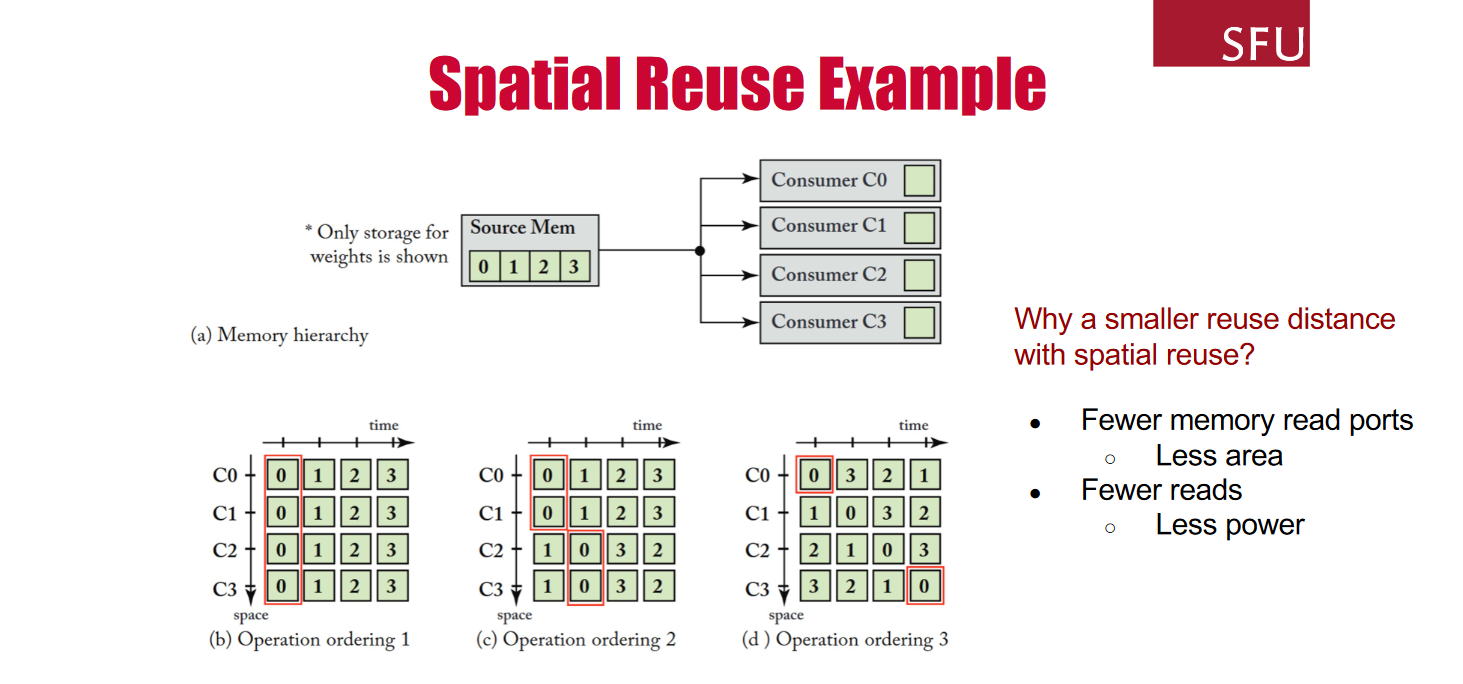 SFU
Spatial Reuse Example
* Only storage for
weights is shown
Source Mem
0 1 2 3
Consumer C0
Consumer C1
Consumer C2
Consumer C3
(a) Memory hierarchy
Why a smaller reuse distance
with spatial reuse?
● Fewer memory read ports
○ Less area
● Fewer reads
○ Less power
time
C0 0 1 2 3
C1 0 1 2 3
C2 0 1 2 3
C3 0 1 2 3
space
(b) Operation ordering 1
time
C0 0 1 2 3
C1 0 1 2 3
C2 1 0 3 2
C3 1 0 3 2
space
(c) Operation ordering 2
time
C0 0 3 2 1
C1 1 0 3 2
C2 2 1 0 3
C3 3 2 1 0
space
(d ) Operation ordering 3